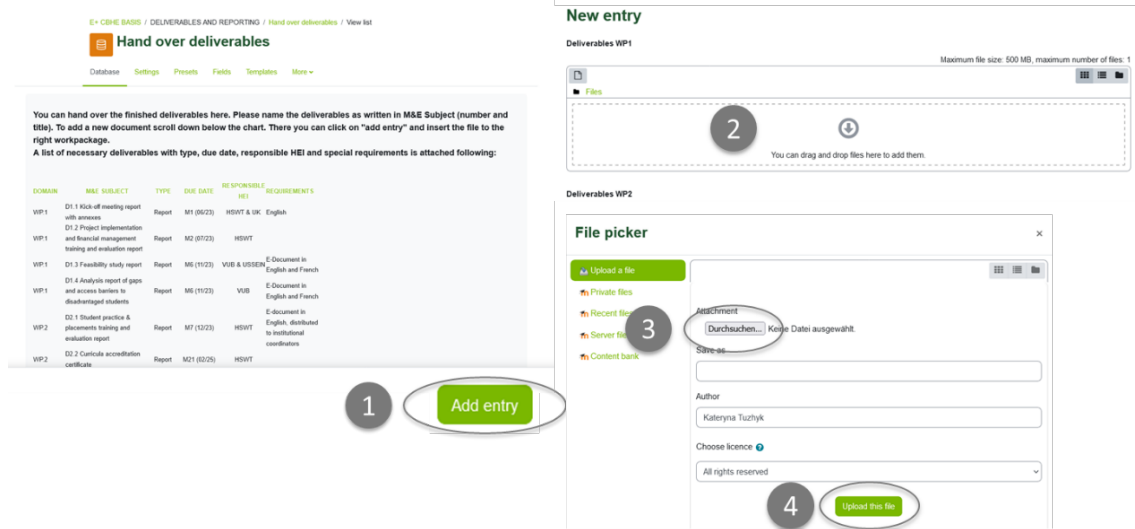 E+ CBHE BASIS / DELIVERABLES AND REPORTING / Hand over deliverables / View list
Hand over deliverables
Database Settings Presets Fields Templates More
You can hand over the finished deliverables here. Please name the deliverables as written in M&E Subject (number and
title). To add a new document scroll down below the chart. There you can click on "add entry" and insert the file to the
right workpackage.
A list of necessary deliverables with type, due date, responsible HEI and special requirements is attached following:
DOMAIN M&E SUBJECT TYPE DUE DATE RESPONSIBLE HEI REQUIREMENTS
WP.1 D1.1 Kick-off meeting report with annexes Report M1 (06/23) HSWT & UK English
WP.1 D1.2 Project implementation and financial management training and evaluation report Report M2 (07/23) HSWT
WP.1 D1.3 Feasibility study report Report M6 (11/23) VUB & USSEIN E-Document in English and French
WP.1 D1.4 Analysis report of gaps and access barriers to disadvantaged students Report M6 (11/23) VUB E-Document in English and French
WP.2 D2.1 Student practice & placements training and evaluation report Report M7 (12/23) HSWT E-document in English, distributed to institutional coordinators
WP.2 D2.2 Curricula accreditation certificate Report M21 (02/25) HSWT
1
Add entry
New entry
Deliverables WP1
Maximum file size: 500 MB, maximum number of files: 1
Files
2
You can drag and drop files here to add them.
Deliverables WP2
File picker ×
Upload a file
Private files
Recent files
Server file
Content bank
3
Attachment
Durchsuchen... Keine Datei ausgewählt.
Save as
Author
Kateryna Tuzhyk
Choose licence
All rights reserved
4
Upload this file